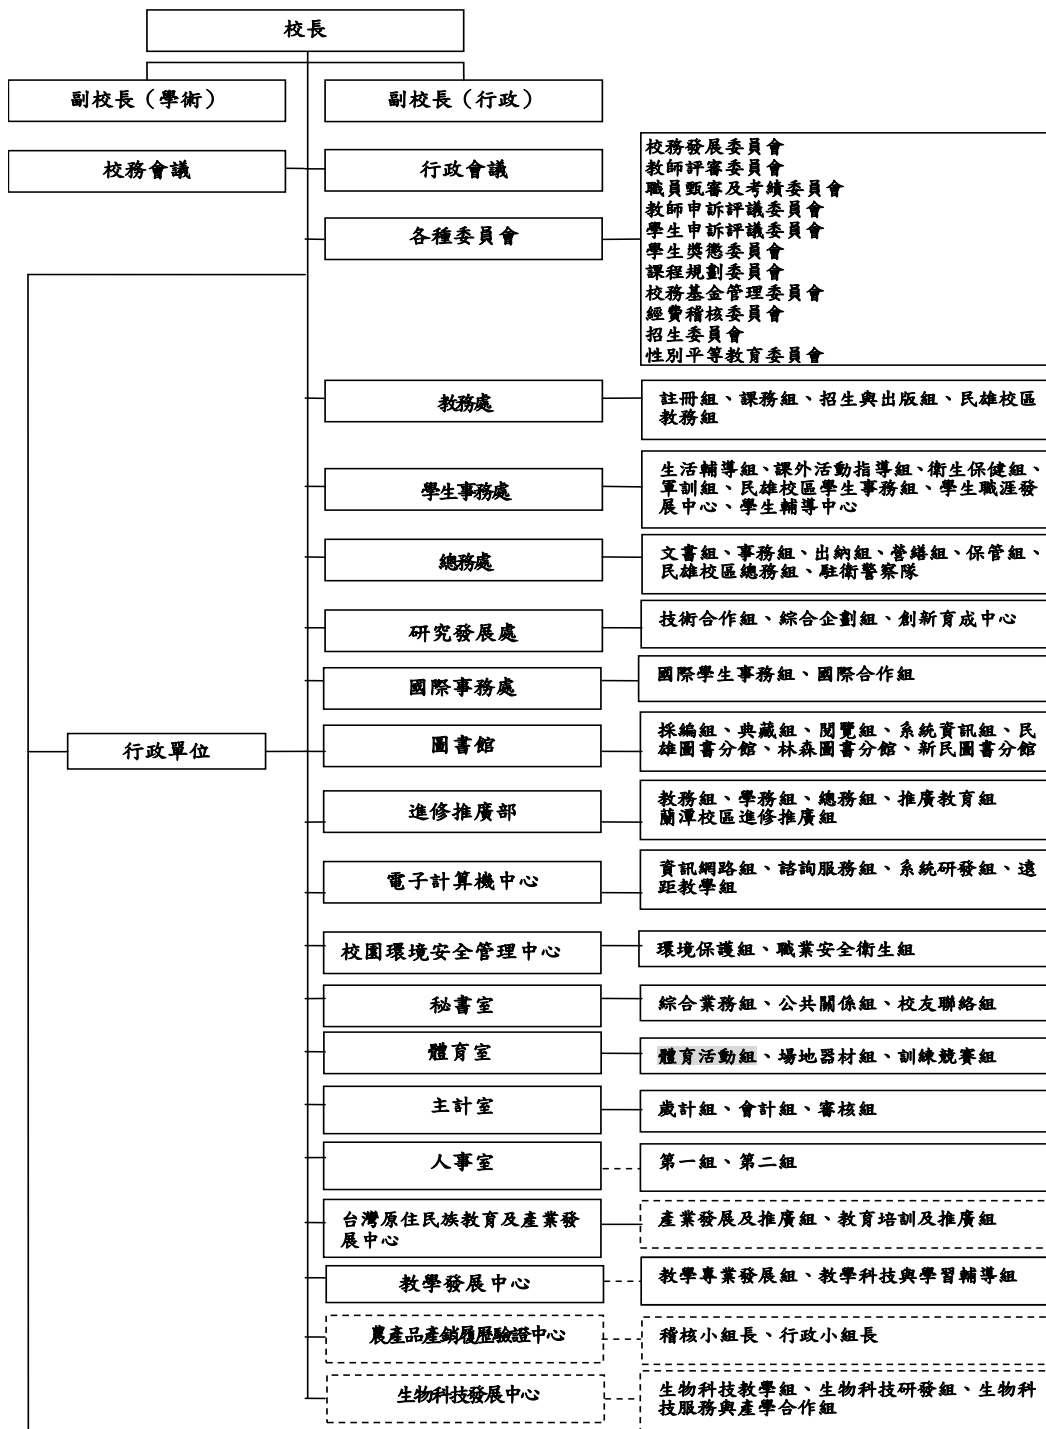 校長
副校長（學術）
副校長（行政）
校務會議
行政會議
各種委員會
校務發展委員會
教師評審委員會
職員甄審及考績委員會
教師申訴評議委員會
學生申訴評議委員會
學生獎懲委員會
課程規劃委員會
校務基金管理委員會
經費稽核委員會
招生委員會
性別平等教育委員會
教務處
註冊組、課務組、招生與出版組、民雄校區
教務組
學生事務處
生活輔導組、課外活動指導組、衛生保健組、
軍訓組、民雄校區學生事務組、學生職涯發
展中心、學生輔導中心
總務處
文書組、事務組、出納組、營繕組、保管組、
民雄校區總務組、駐衛警察隊
研究發展處
技術合作組、綜合企劃組、創新育成中心
國際事務處
國際學生事務組、國際合作組
行政單位
圖書館
採編組、典藏組、閱覽組、系統資訊組、民
雄圖書分館、林森圖書分館、新民圖書分館
進修推廣部
教務組、學務組、總務組、推廣教育組
蘭潭校區進修推廣組
電子計算機中心
資訊網路組、諮詢服務組、系統研發組、遠
距教學組
校園環境安全管理中心
環境保護組、職業安全衛生組
秘書室
綜合業務組、公共關係組、校友聯絡組
體育室
體育活動組、場地器材組、訓練競賽組
主計室
歲計組、會計組、審核組
人事室
第一組、第二組
台灣原住民族教育及產業發
展中心
產業發展及推廣組、教育培訓及推廣組
教學發展中心
教學專業發展組、教學科技與學習輔導組
農產品產銷履歷驗證中心
稽核小組長、行政小組長
生物科技發展中心
生物科技教學組、生物科技研發組、生物科
技服務與產學合作組